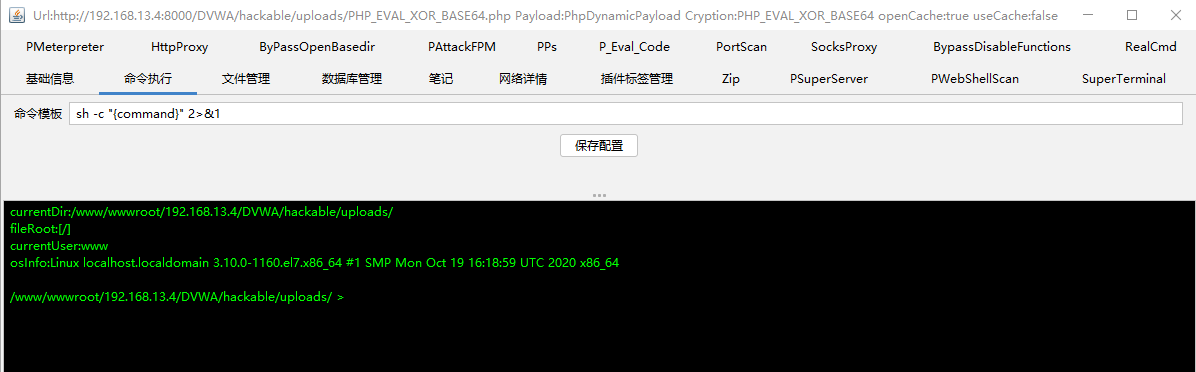 Url:http://192.168.13.4:8000/DVWA/hackable/uploads/PHP_EVAL_XOR_BASE64.php Payload:PhpDynamicPayload Cryption:PHP_EVAL_XOR_BASE64 openCache:true useCache:false
PMeterpreter HttpProxy ByPassOpenBasedir PAttackFPM PPs P_Eval_Code PortScan SocksProxy BypassDisableFunctions RealCmd
基础信息 命令执行 文件管理 数据库管理 笔记 网络详情 插件标签管理 Zip PSuperServer PWebShellScan SuperTerminal
命令模板 sh -c "{command}" 2>&1
保存配置
currentDir:/www/wwwroot/192.168.13.4/DVWA/hackable/uploads/
fileRoot:[/]
currentUser:www
osInfo:Linux localhost.localdomain 3.10.0-1160.el7.x86_64 #1 SMP Mon Oct 19 16:18:59 UTC 2020 x86_64
/www/wwwroot/192.168.13.4/DVWA/hackable/uploads/ >